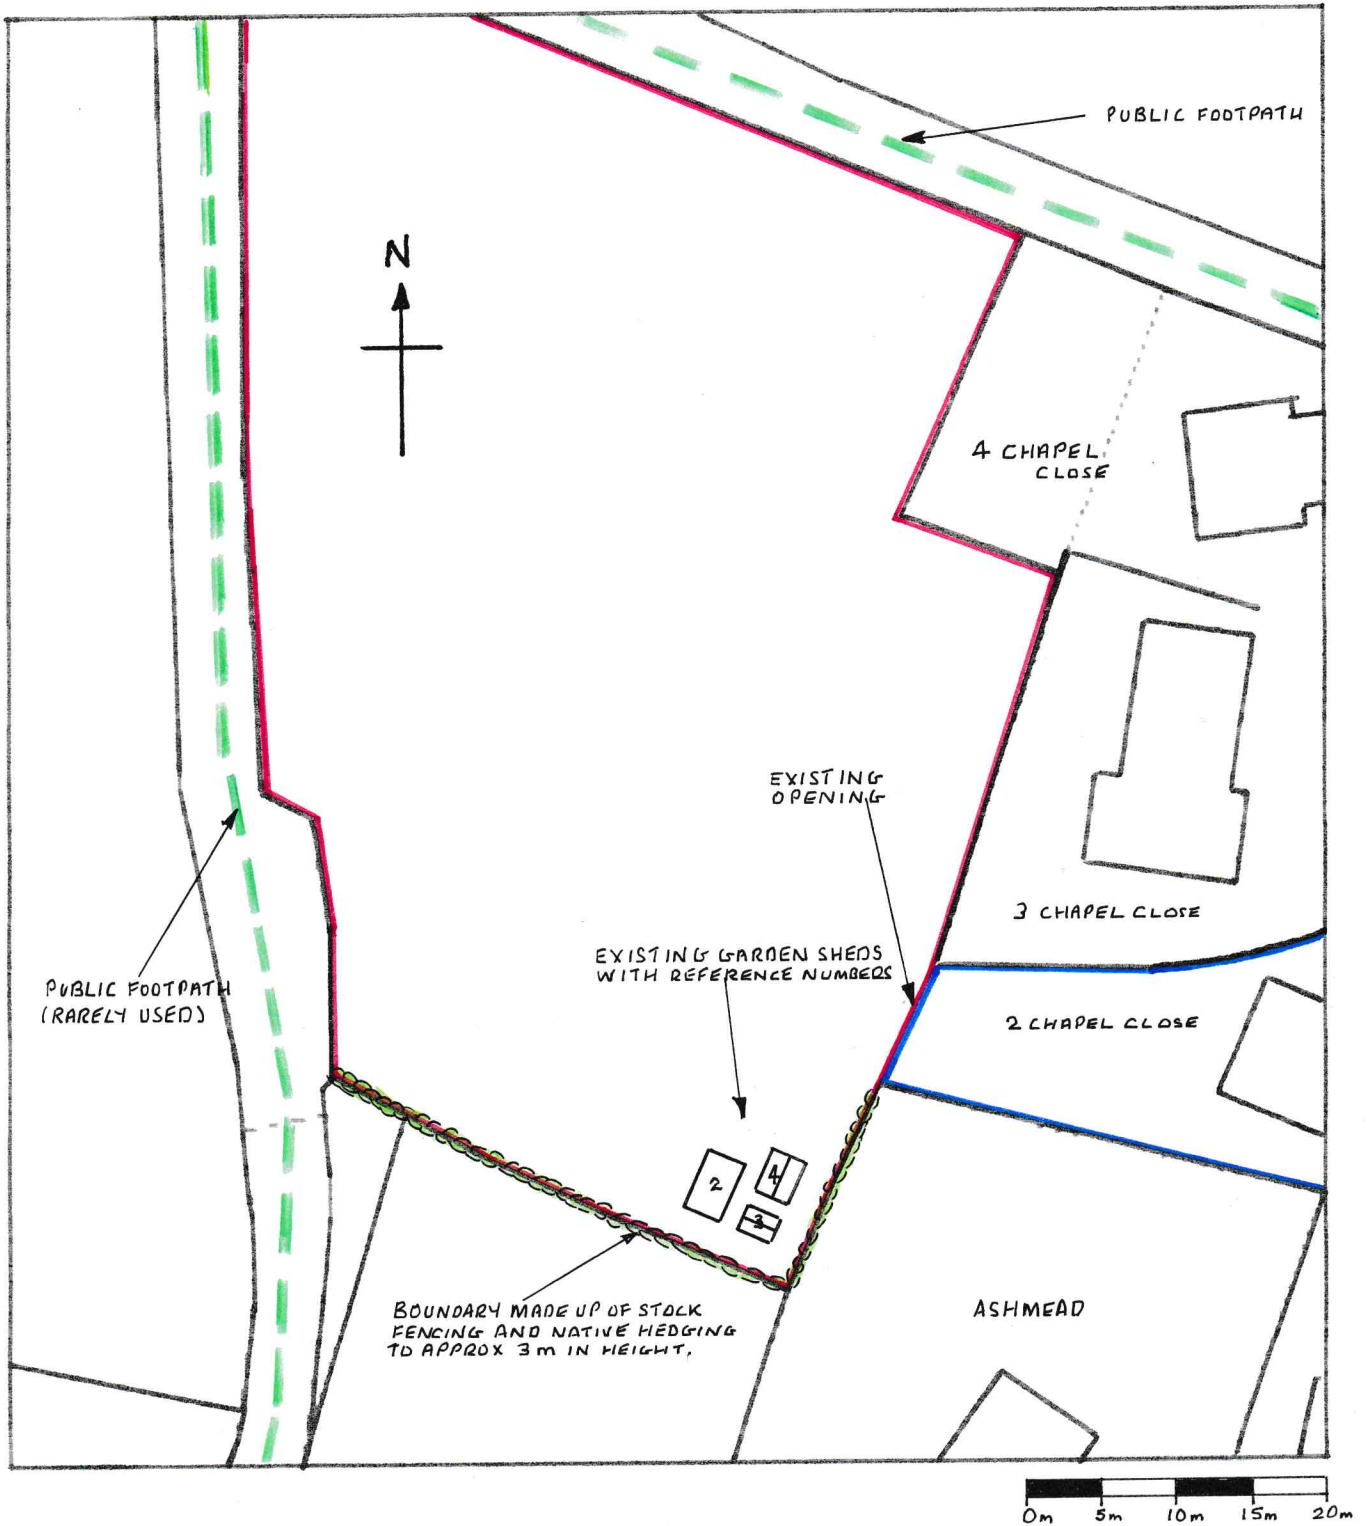 PUBLIC FOOTPATH
N
4 CHAPEL
CLOSE
EXISTING
OPENING
3 CHAPEL CLOSE
EXISTING GARDEN SHEDS
WITH REFERENCE NUMBERS
PUBLIC FOOTPATH
(RARELY USED)
2 CHAPEL CLOSE
2
4
3
BOUNDARY MADE UP OF STOCK
FENCING AND NATIVE HEDGING
TO APPROX 3m IN HEIGHT.
ASHMEAD
0m 5m 10m 15m 20m